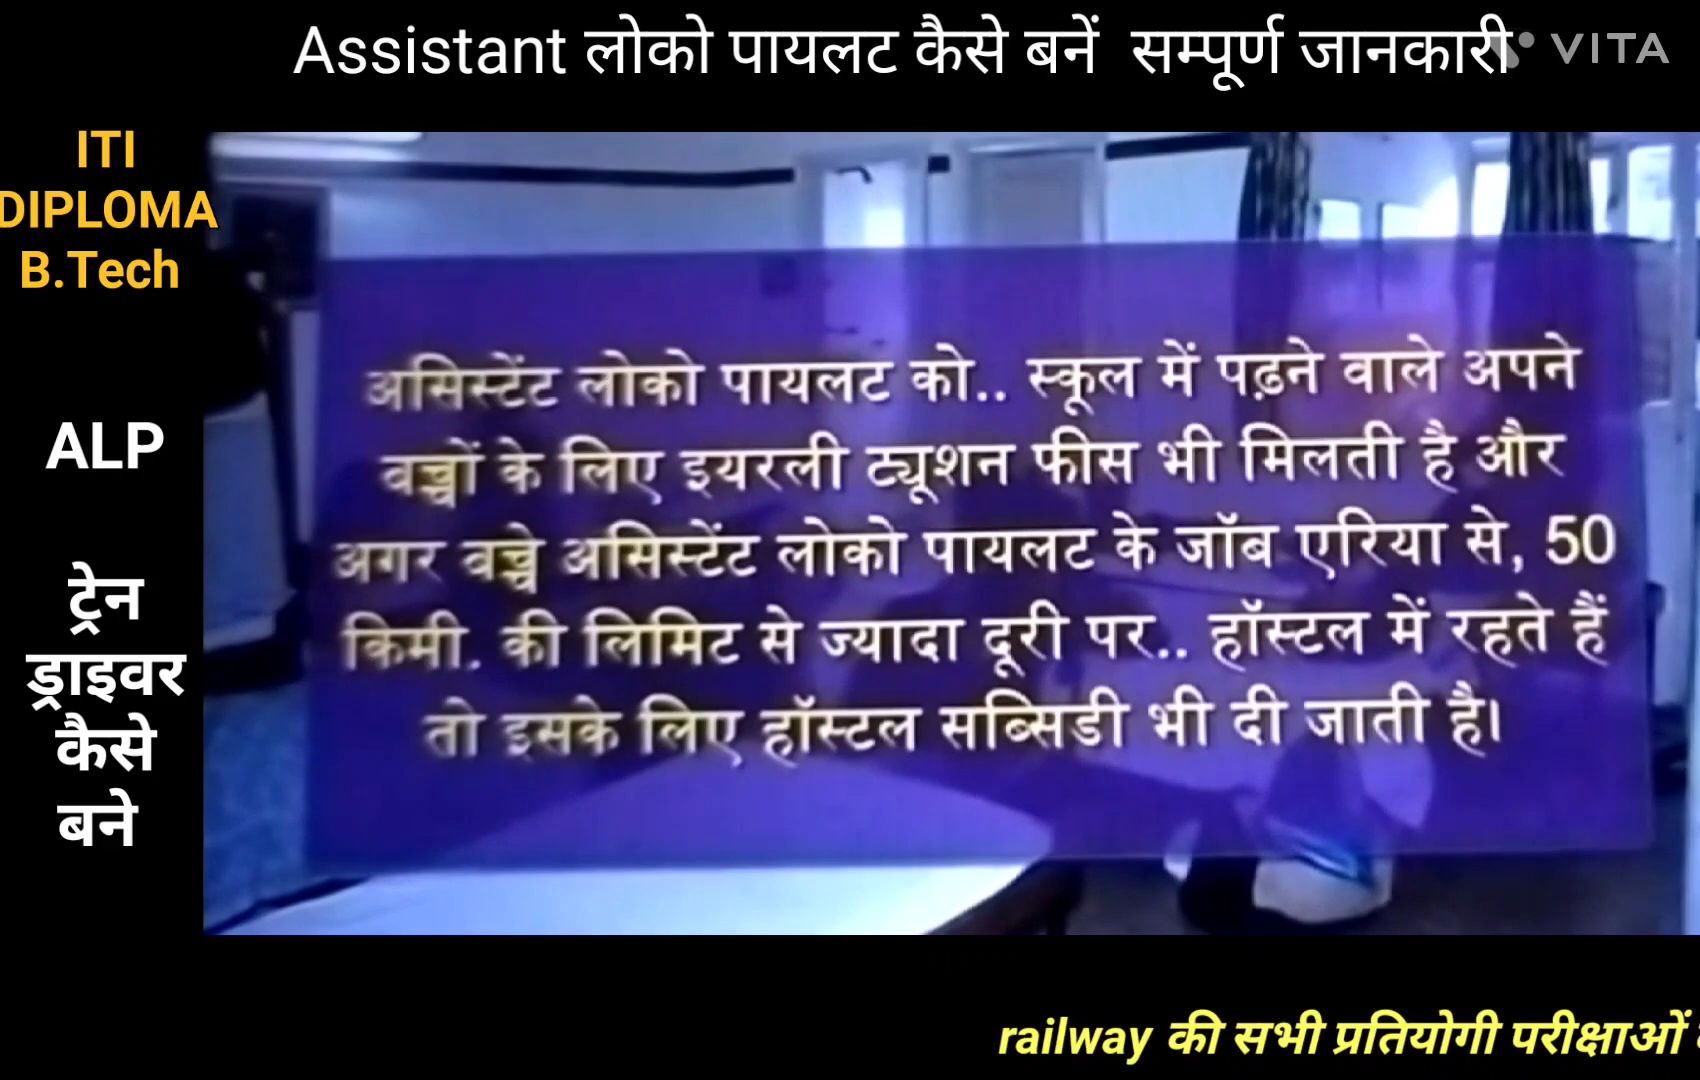 Assistant लोको पायलट कैसे बनें सम्पूर्ण जानकारी
VITA
ITI
DIPLOMA
B.Tech
ALP
ट्रेन
ड्राइवर
कैसे
बने
असिस्टेंट लोको पायलट को.. स्कूल में पढ़ने वाले अपने
बच्चों के लिए इयरली ट्यूशन फीस भी मिलती है और
अगर बच्चे असिस्टेंट लोको पायलट के जॉब एरिया से, 50
किमी. की लिमिट से ज्यादा दूरी पर.. हॉस्टल में रहते हैं
तो इसके लिए हॉस्टल सब्सिडी भी दी जाती है।
railway की सभी प्रतियोगी परीक्षाओं